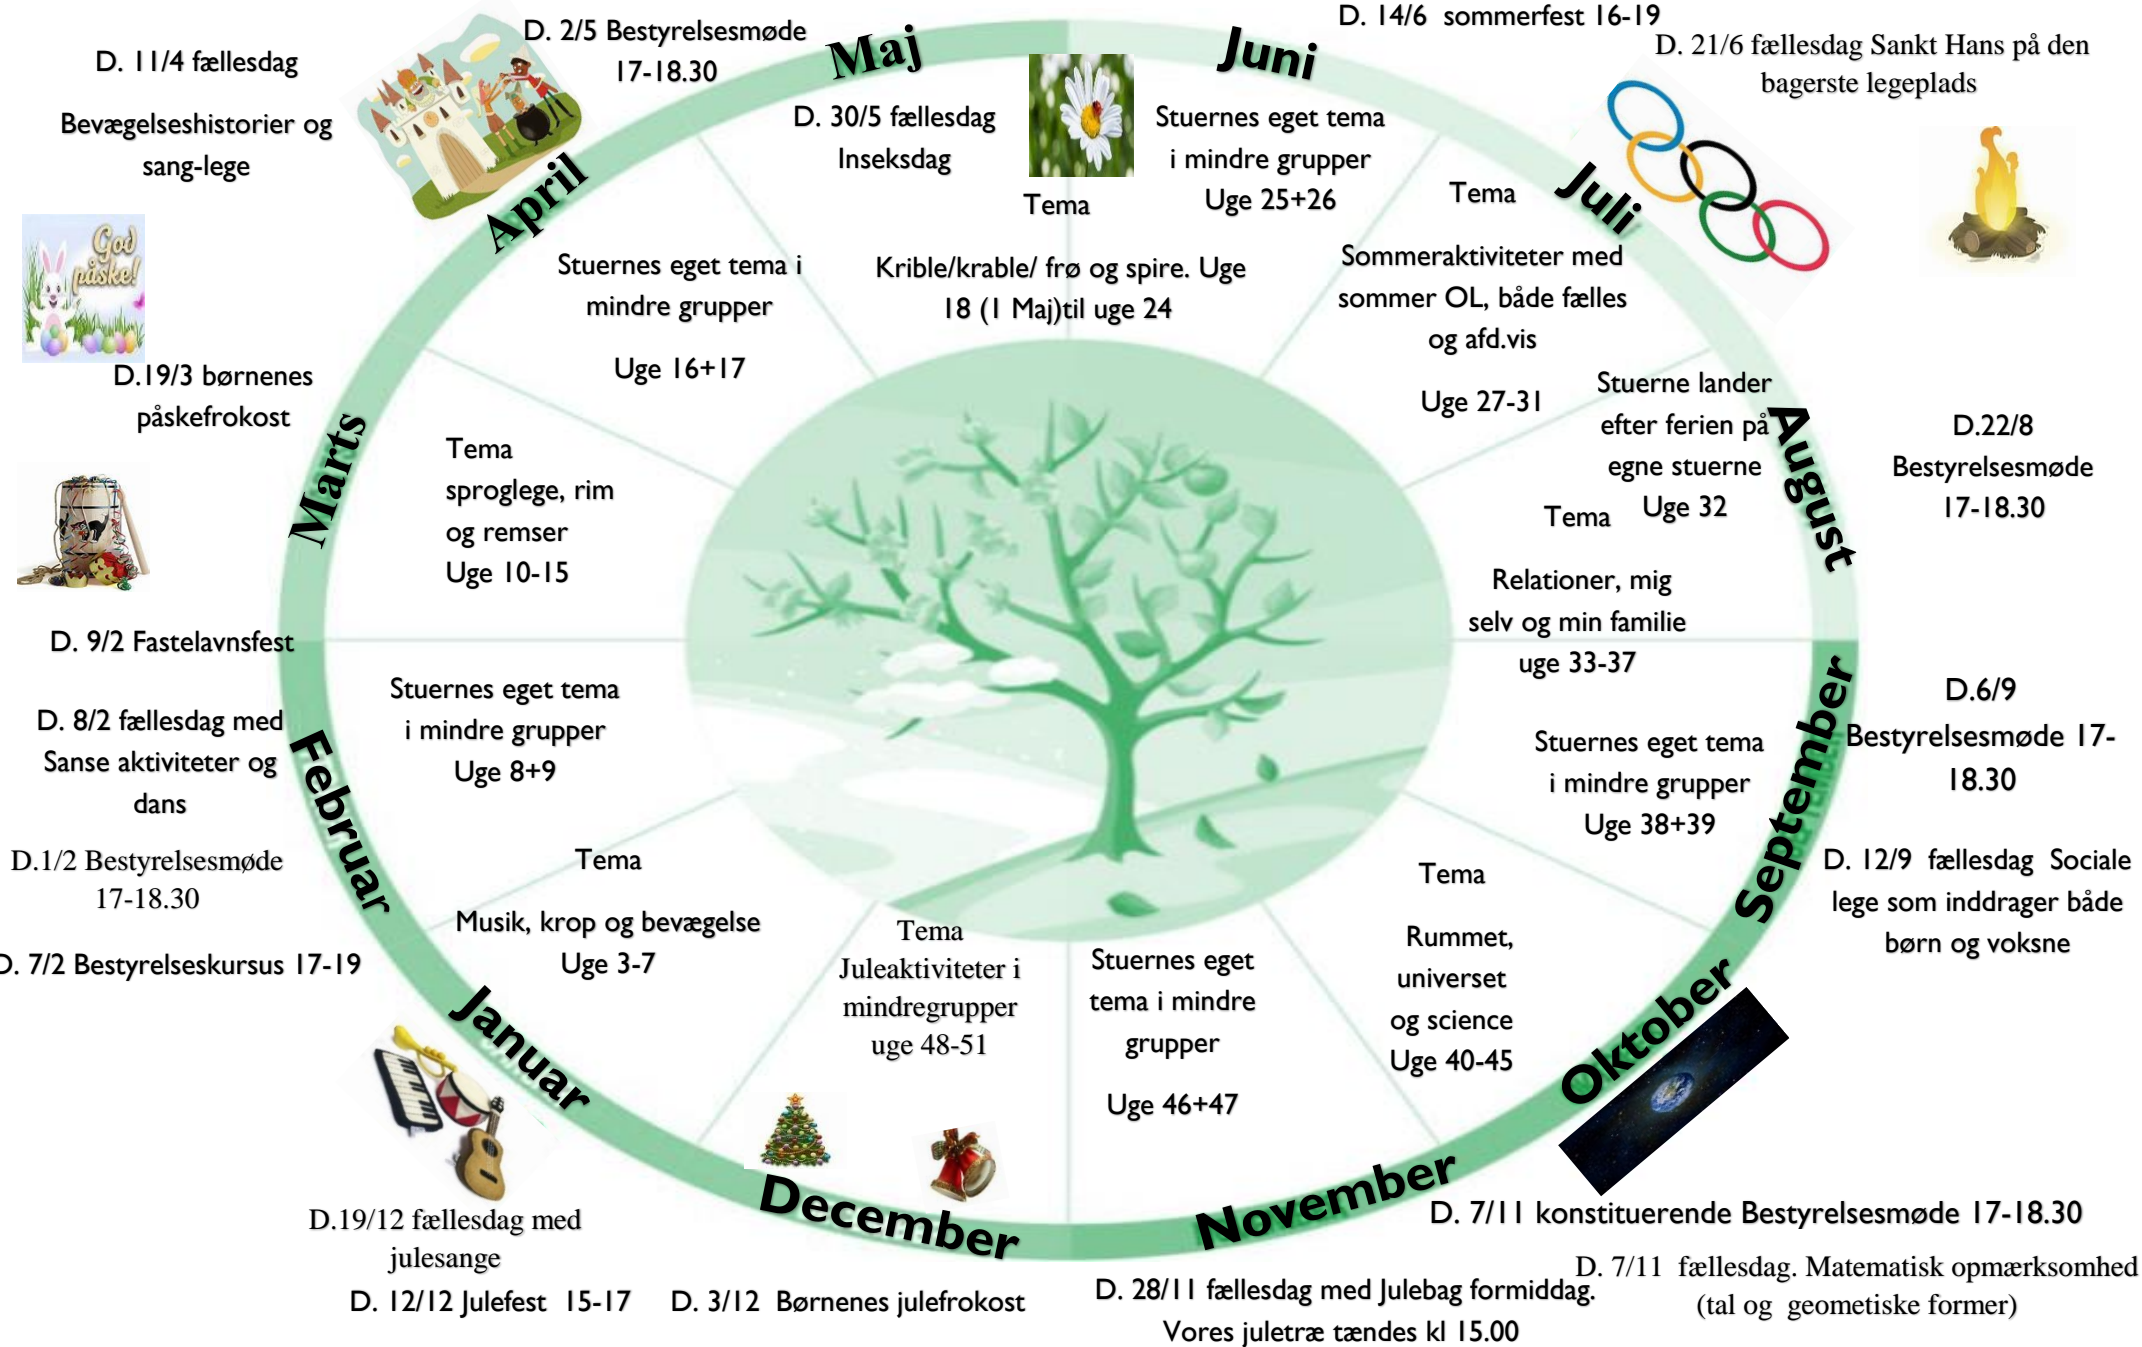 D. 11/4 fællesdag
Bevægelseshistorier og
sang-lege
God
påske!
D.19/3 børnenes
påskefrokost
D. 9/2 Fastelavnsfest
D. 8/2 fællesdag med
Sanse aktiviteter og
dans
D.1/2 Bestyrelsesmøde
17-18.30
D. 7/2 Bestyrelseskursus 17-19
D. 2/5 Bestyrelsesmøde
17-18.30
D. 14/6 sommerfest 16-19
D. 21/6 fællesdag Sankt Hans på den
bagerste legeplads
D.22/8
Bestyrelsesmøde
17-18.30
D.6/9
Bestyrelsesmøde 17-
18.30
D. 12/9 fællesdag Sociale
lege som inddrager både
børn og voksne
Januar
Tema
Musik, krop og bevægelse
Uge 3-7
Februar
Stuernes eget tema
i mindre grupper
Uge 8+9
Marts
Tema
sproglege, rim
og remser
Uge 10-15
April
Stuernes eget tema i
mindre grupper
Uge 16+17
Maj
D. 30/5 fællesdag
Inseksdag
Tema
Krible/krable/ frø og spire. Uge
18 (1 Maj)til uge 24
Juni
Stuernes eget tema
i mindre grupper
Uge 25+26
Juli
Tema
Sommeraktiviteter med
sommer OL, både fælles
og afd.vis
Uge 27-31
August
Stuerne lander
efter ferien på
egne stuerne
Uge 32
Tema
Relationer, mig
selv og min familie
uge 33-37
September
Stuernes eget tema
i mindre grupper
Uge 38+39
Oktober
Tema
Rummet,
universet
og science
Uge 40-45
November
Stuernes eget
tema i mindre
grupper
Uge 46+47
December
Tema
Juleaktiviteter i
mindregrupper
uge 48-51
D.19/12 fællesdag med
julesange
D. 12/12 Julefest 15-17
D. 3/12 Børnenes julefrokost
D. 28/11 fællesdag med Julebag formiddag.
Vores juletræ tændes kl 15.00
D. 7/11 konstituerende Bestyrelsesmøde 17-18.30
D. 7/11 fællesdag. Matematisk opmærksomhed
(tal og geometiske former)